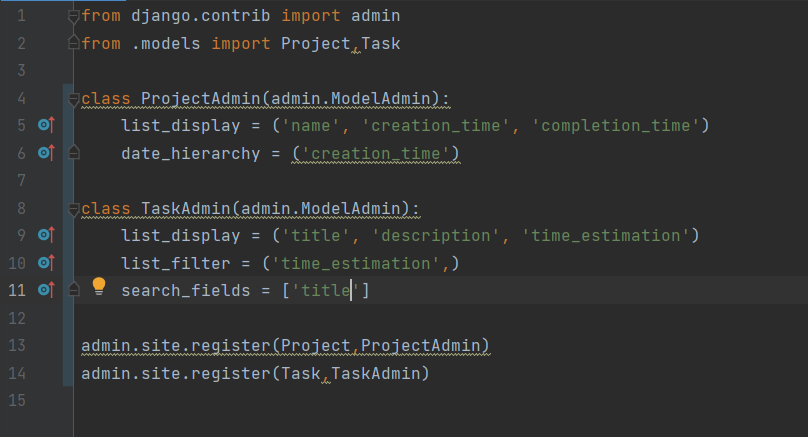 1 from django.contrib import admin
2 from .models import Project,Task
3
4 class ProjectAdmin(admin.ModelAdmin):
5 list_display = ('name', 'creation_time', 'completion_time')
6 date_hierarchy = ('creation_time')
7
8 class TaskAdmin(admin.ModelAdmin):
9 list_display = ('title', 'description', 'time_estimation')
10 list_filter = ('time_estimation',)
11 search_fields = ['title']
12
13 admin.site.register(Project,ProjectAdmin)
14 admin.site.register(Task,TaskAdmin)
15